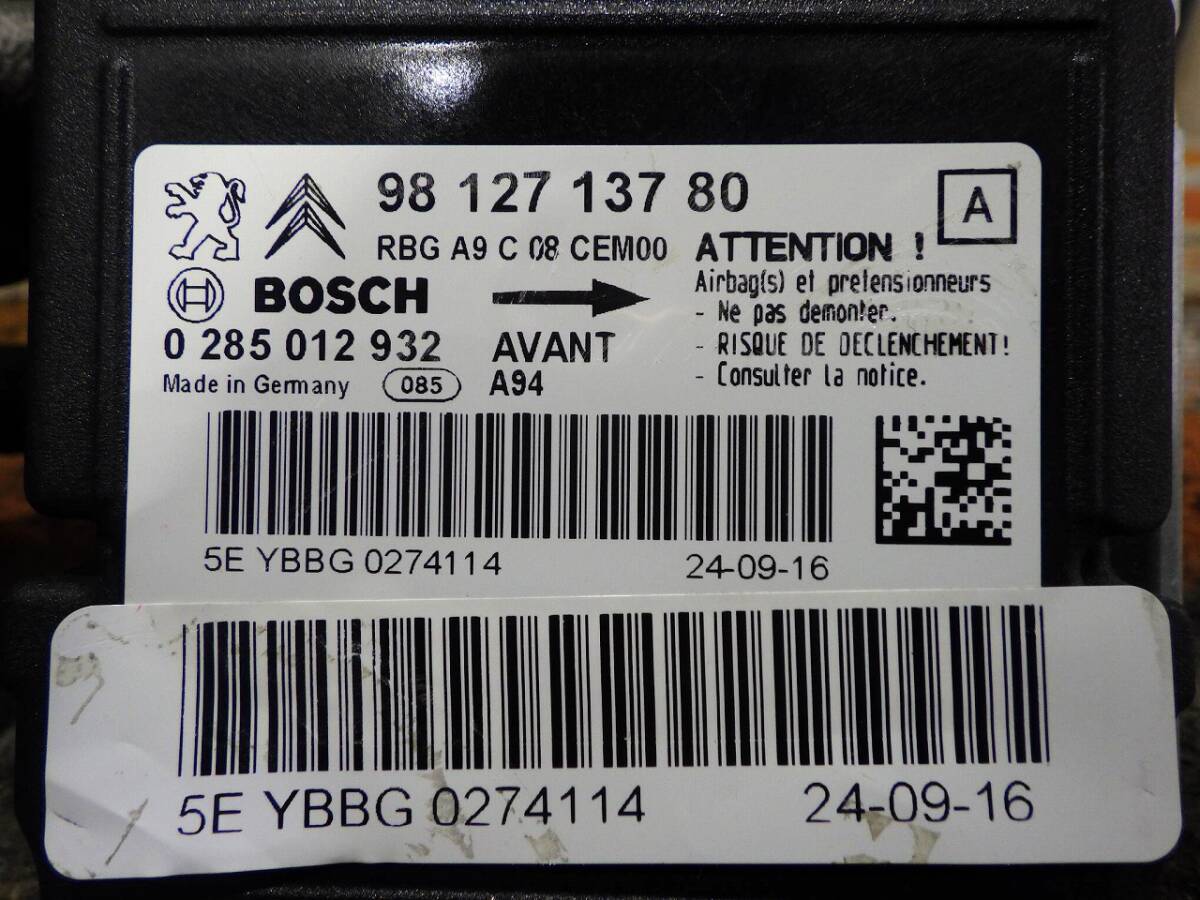 98 127 137 80
A
RBG A9 C 08 CEM00
ATTENTION !
Airbag(s) et pretensionneurs
- Ne pas demonter.
- RISQUE DE DECLENCHEMENT!
- Consulter la notice.
BOSCH
0 285 012 932
AVANT
Made in Germany
085
A94
5E YBBG 0274114
24-09-16
5E YBBG 0274114
24-09-16